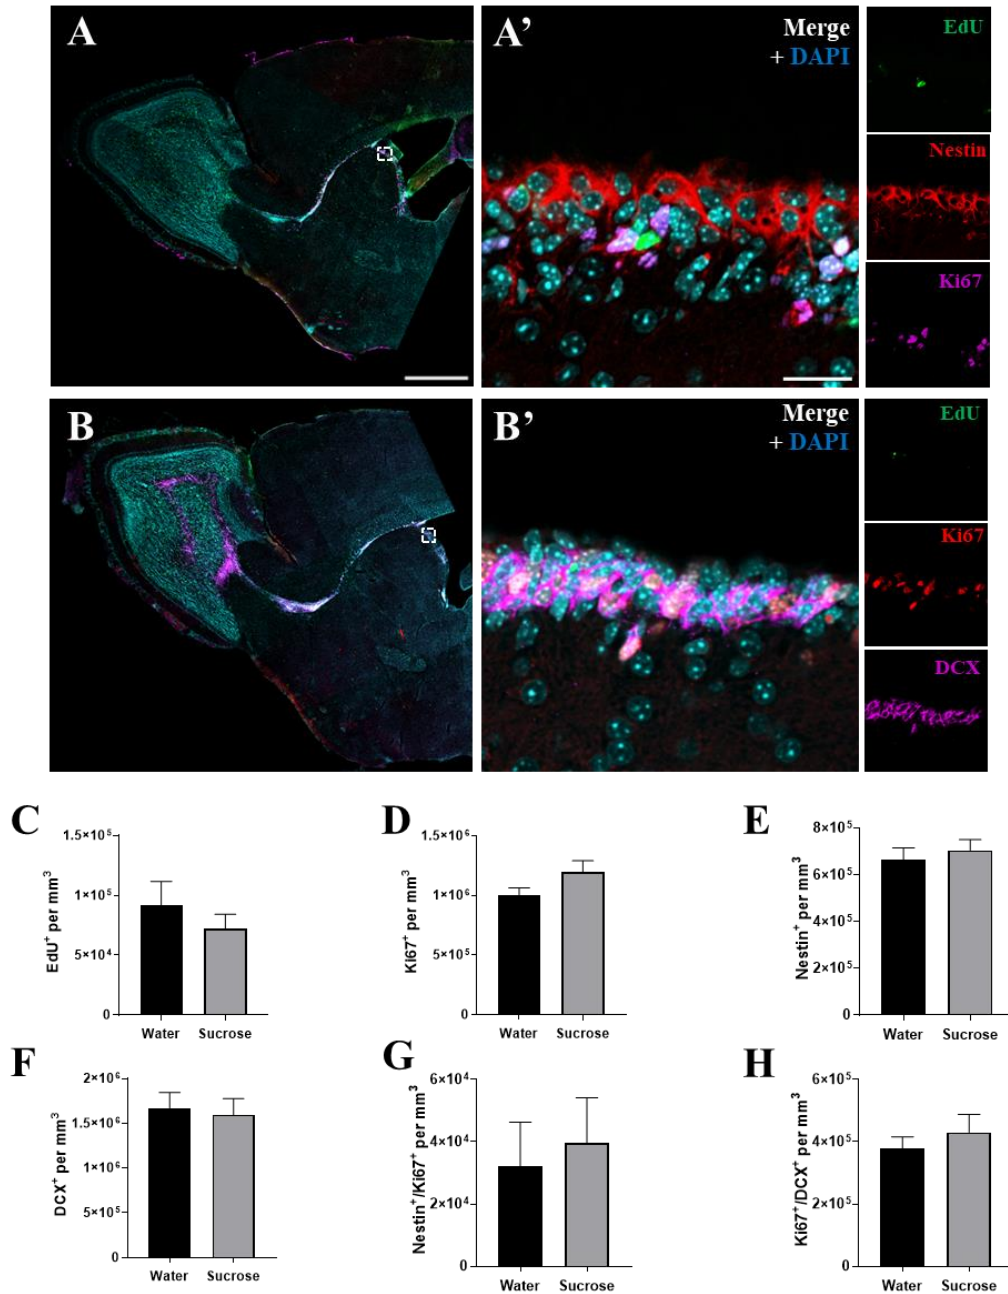 A
A’
Merge
+ DAPI
EdU
Nestin
Ki67
B
B’
Merge
+ DAPI
EdU
Ki67
DCX
C
1.5×10⁵
1×10⁵
5×10⁴
0
EdU⁺ per mm³
Water Sucrose
D
1.5×10⁶
1×10⁶
5×10⁵
0
Ki67⁺ per mm³
Water Sucrose
E
8×10⁵
6×10⁵
4×10⁵
2×10⁵
0
Nestin⁺ per mm³
Water Sucrose
F
2×10⁶
1.5×10⁶
1×10⁶
5×10⁵
0
DCX⁺ per mm³
Water Sucrose
G
6×10⁴
4×10⁴
2×10⁴
0
Nestin⁺/Ki67⁺ per mm³
Water Sucrose
H
6×10⁵
4×10⁵
2×10⁵
0
Ki67⁺/DCX⁺ per mm³
Water Sucrose